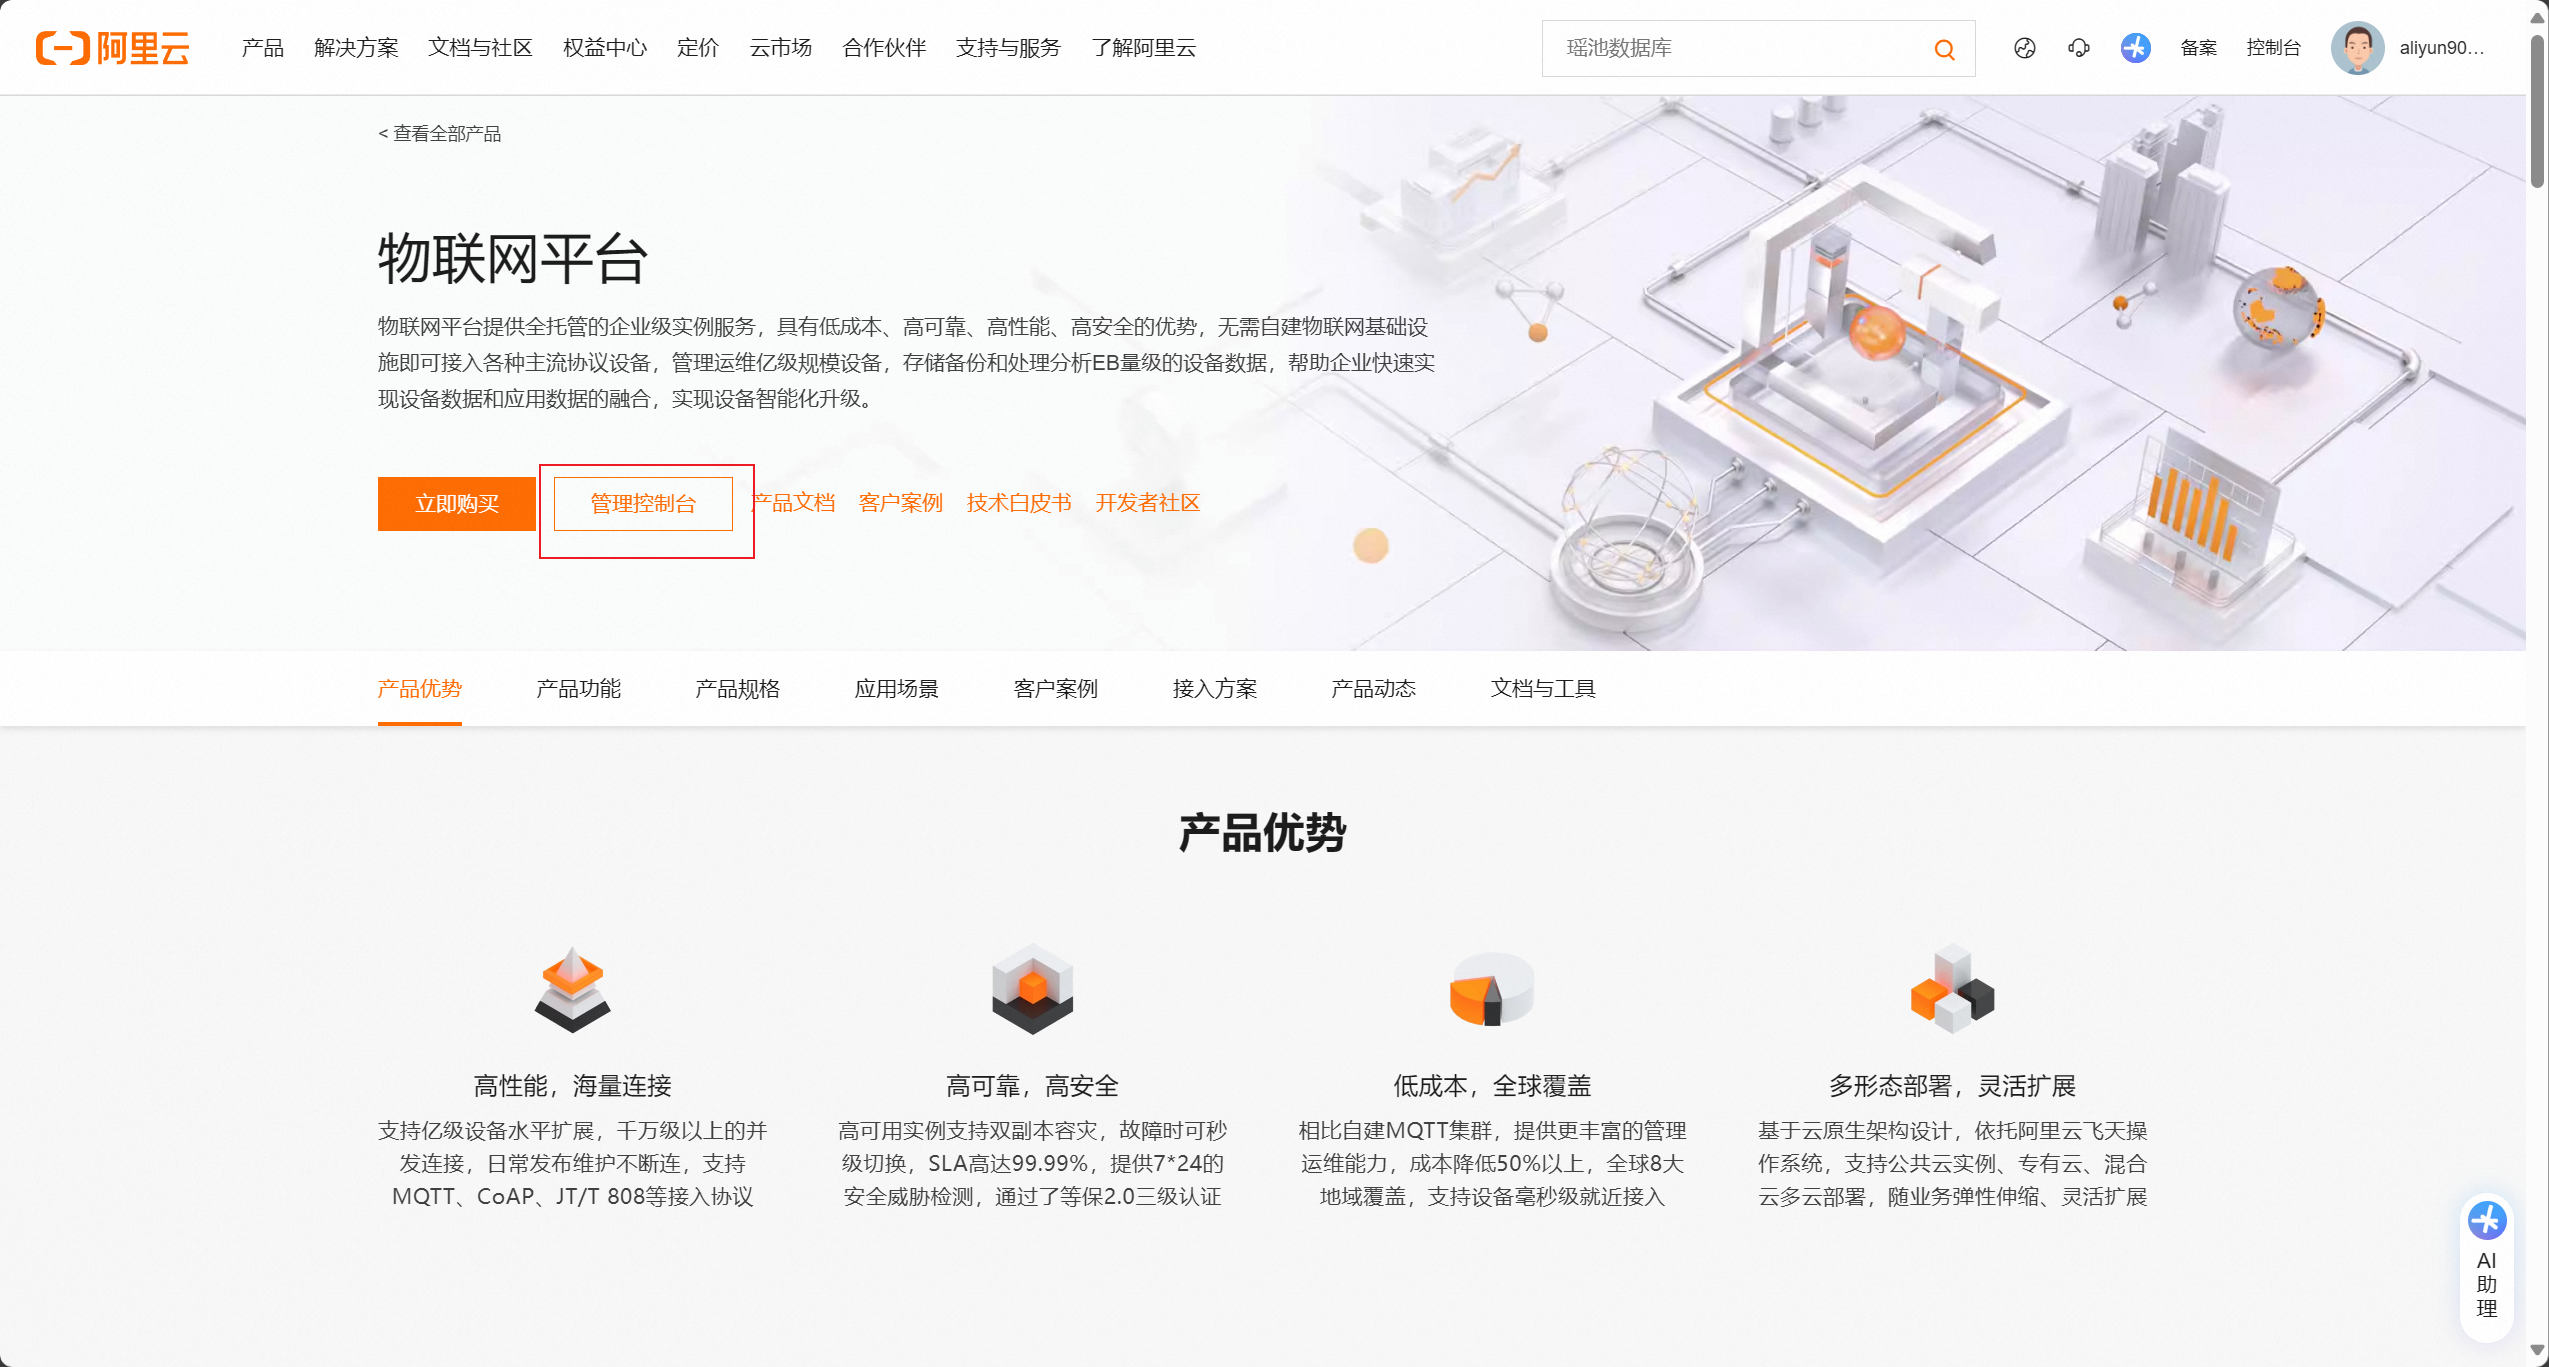 阿里云
产品 解决方案 文档与社区 权益中心 定价 云市场 合作伙伴 支持与服务 了解阿里云
瑶池数据库
备案 控制台 aliyun90...
< 查看全部产品
物联网平台
物联网平台提供全托管的企业级实例服务，具有低成本、高可靠、高性能、高安全的优势，无需自建物联网基础设
施即可接入各种主流协议设备，管理运维亿级规模设备，存储备份和处理分析EB量级的设备数据，帮助企业快速实
现设备数据和应用数据的融合，实现设备智能化升级。
立即购买 管理控制台 产品文档 客户案例 技术白皮书 开发者社区
产品优势 产品功能 产品规格 应用场景 客户案例 接入方案 产品动态 文档与工具
产品优势
高性能，海量连接
支持亿级设备水平扩展，千万级以上的并
发连接，日常发布维护不断连，支持
MQTT、CoAP、JT/T 808等接入协议
高可靠，高安全
高可用实例支持双副本容灾，故障时可秒
级切换，SLA高达99.99%，提供7*24的
安全威胁检测，通过了等保2.0三级认证
低成本，全球覆盖
相比自建MQTT集群，提供更丰富的管理
运维能力，成本降低50%以上，全球8大
地域覆盖，支持设备毫秒级就近接入
多形态部署，灵活扩展
基于云原生架构设计，依托阿里云飞天操
作系统，支持公共云实例、专有云、混合
云多云部署，随业务弹性伸缩、灵活扩展
AI
助
理